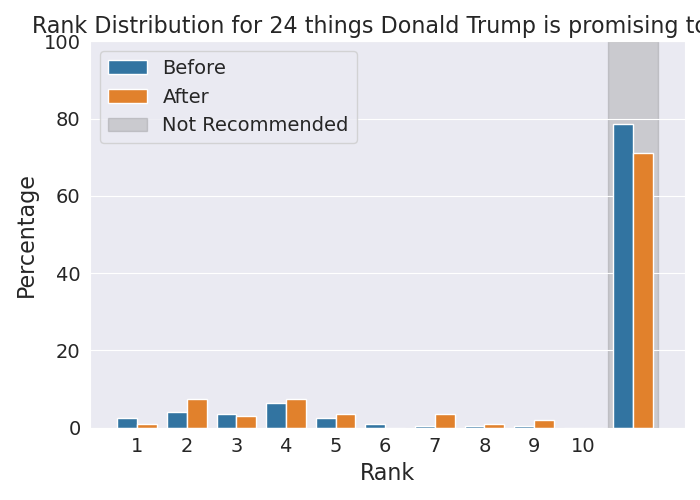 Rank Distribution for 24 things Donald Trump is promising to
100
80
60
40
20
0
Percentage
Before
After
Not Recommended
1 2 3 4 5 6 7 8 9 10
Rank